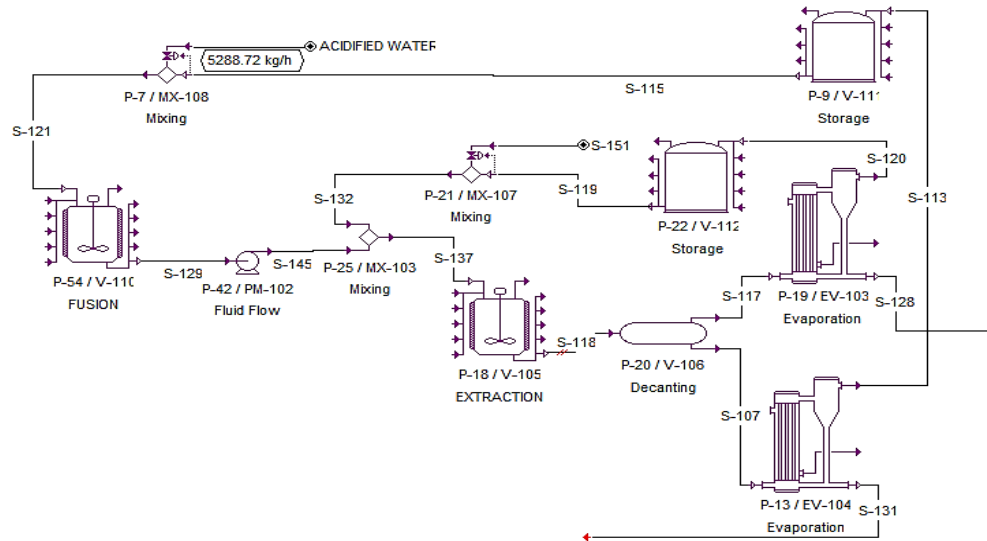 ACIDIFIED WATER
5288.72 kg/h
P-7 / MX-108
Mixing
S-115
P-9 / V-111
Storage
S-121
S-151
S-120
S-132
P-21 / MX-107
Mixing
S-119
P-22 / V-112
Storage
S-113
P-54 / V-110
FUSION
S-129
P-42 / PM-102
Fluid Flow
S-145
P-25 / MX-103
Mixing
S-137
S-117
P-19 / EV-103
Evaporation
S-128
P-18 / V-105
EXTRACTION
S-118
P-20 / V-106
Decanting
S-107
P-13 / EV-104
Evaporation
S-131